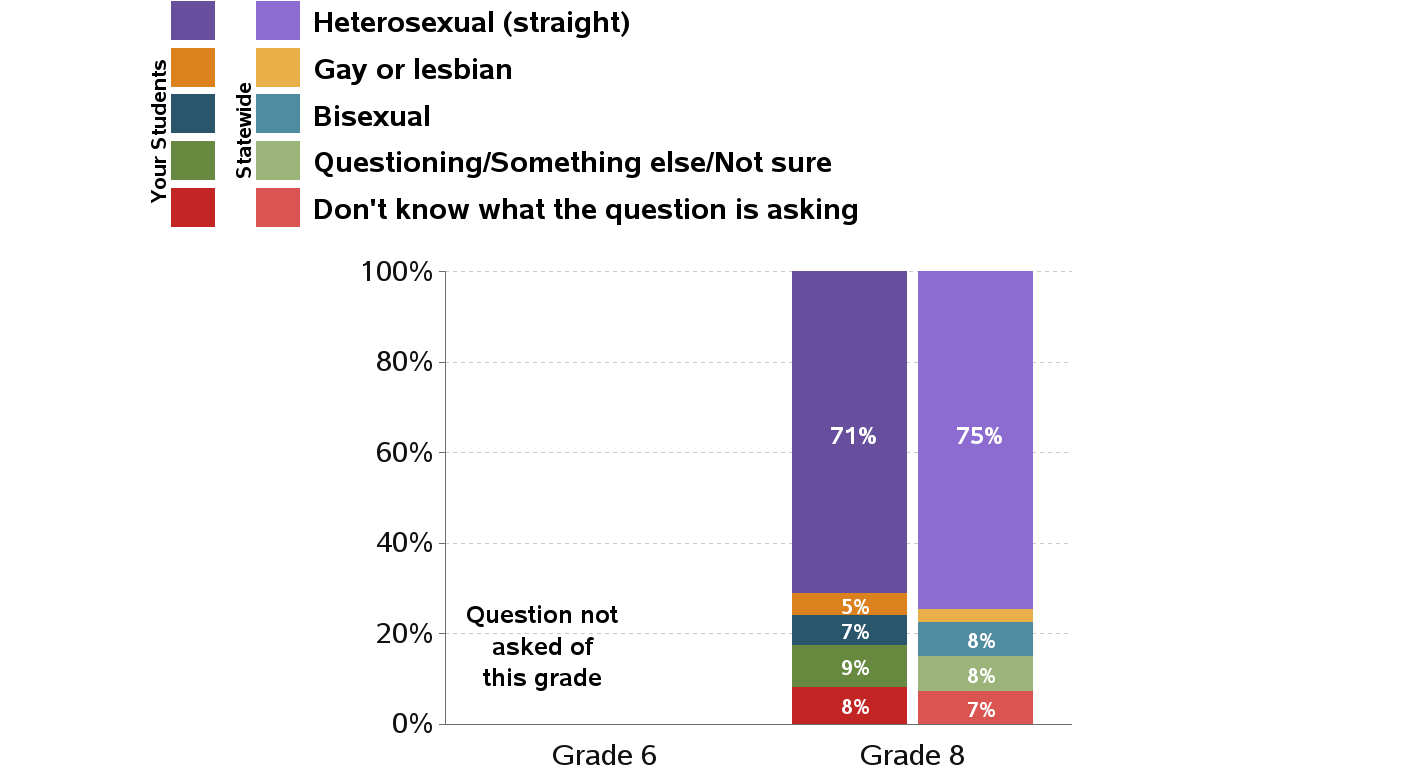 Your Students
Statewide
Heterosexual (straight)
Gay or lesbian
Bisexual
Questioning/Something else/Not sure
Don't know what the question is asking
100%
80%
60%
40%
20%
0%
Question not
asked of
this grade
71%
5%
7%
9%
8%
75%
8%
8%
7%
Grade 6
Grade 8